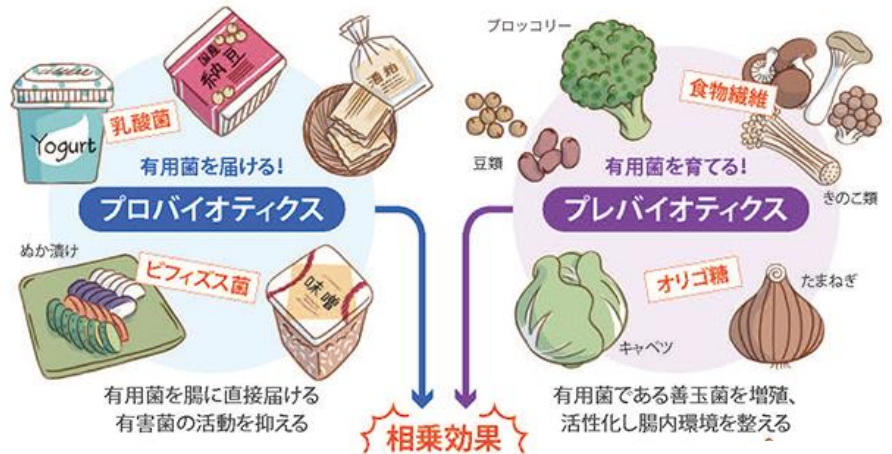 Yogurt
乳酸菌
国産
納豆
酒粕
有用菌を届ける!
プロバイオティクス
ぬか漬け
ビフィズス菌
味噌
有用菌を腸に直接届ける
有害菌の活動を抑える
ブロッコリー
食物繊維
豆類
有用菌を育てる!
きのこ類
プレバイオティクス
オリゴ糖
たまねぎ
キャベツ
有用菌である善玉菌を増殖、
活性化し腸内環境を整える
相乗効果